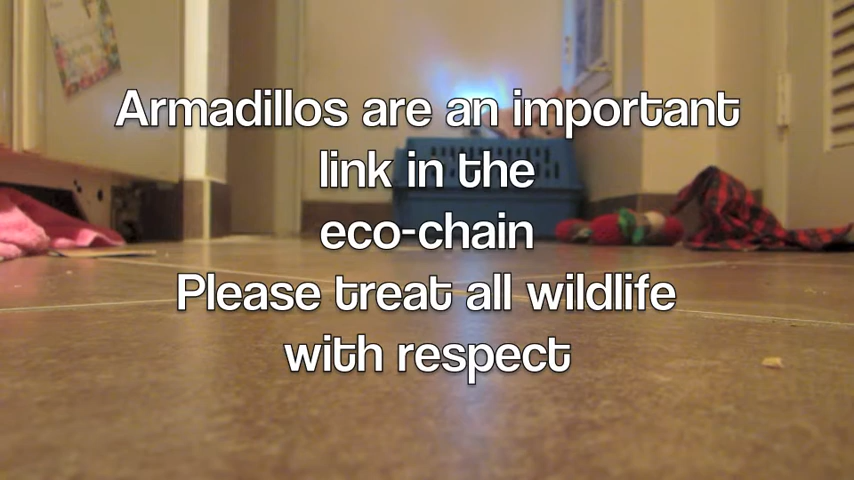 Armadillos are an important
link in the
eco-chain
Please treat all wildlife
with respect